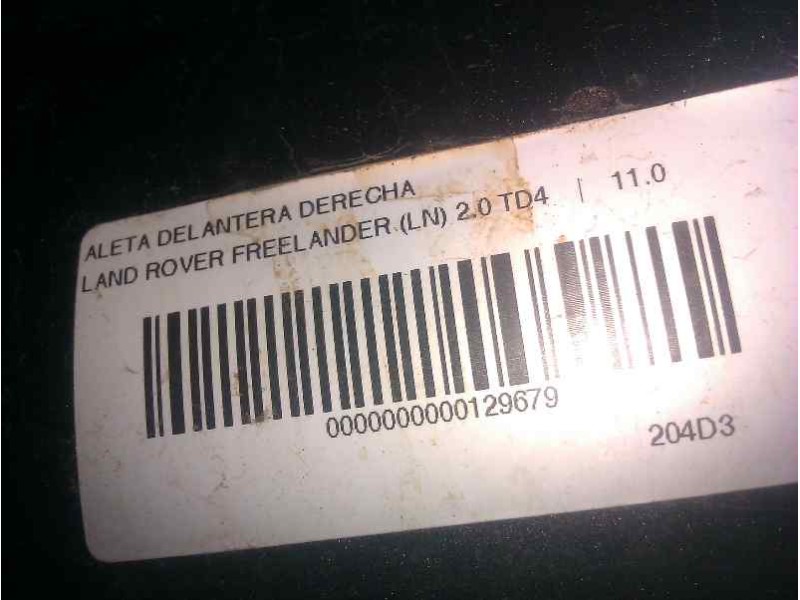 ALETA DELANTERA DERECHA
LAND ROVER FREELANDER (LN) 2.0 TD4 | 11.0
0000000000129679
204D3